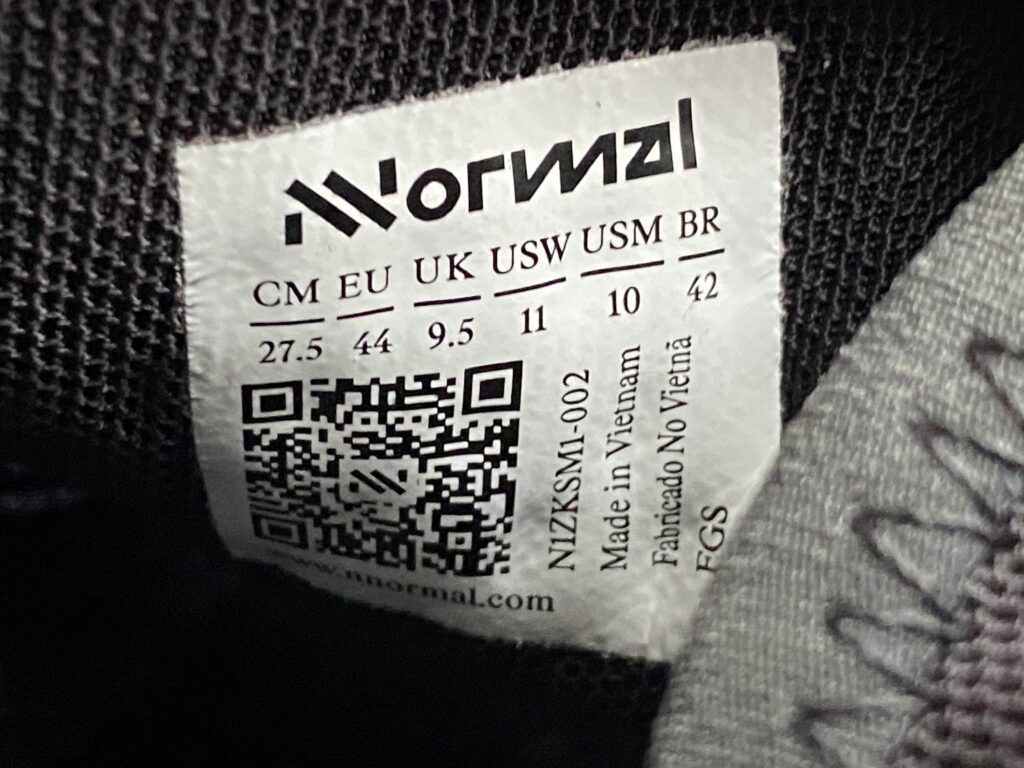 NNormal
CM EU UK USW USM BR
27.5 44 9.5 11 10 42
N1ZKSM1-002
Made in Vietnam
Fabricado No Vietnã
FGS
www.nnormal.com